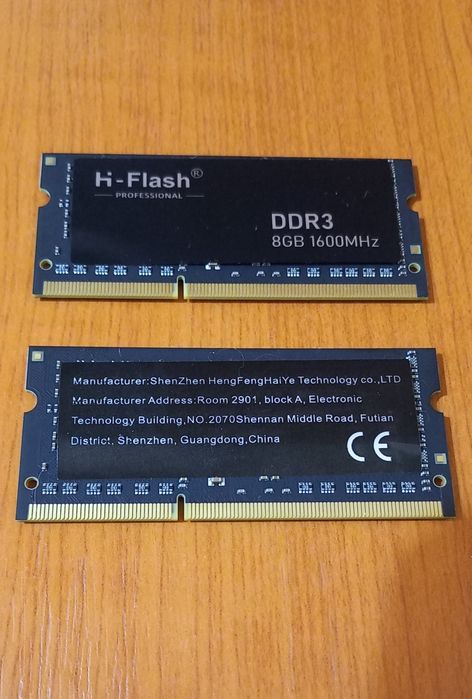 H-Flash®
PROFESSIONAL
DDR3
8GB 1600MHz
Manufacturer:ShenZhen HengFengHaiYe Technology co.,LTD
Manufacturer Address:Room 2901, block A, Electronic
Technology Building,NO.2070Shennan Middle Road, Futian
District, Shenzhen, Guangdong,China
CE